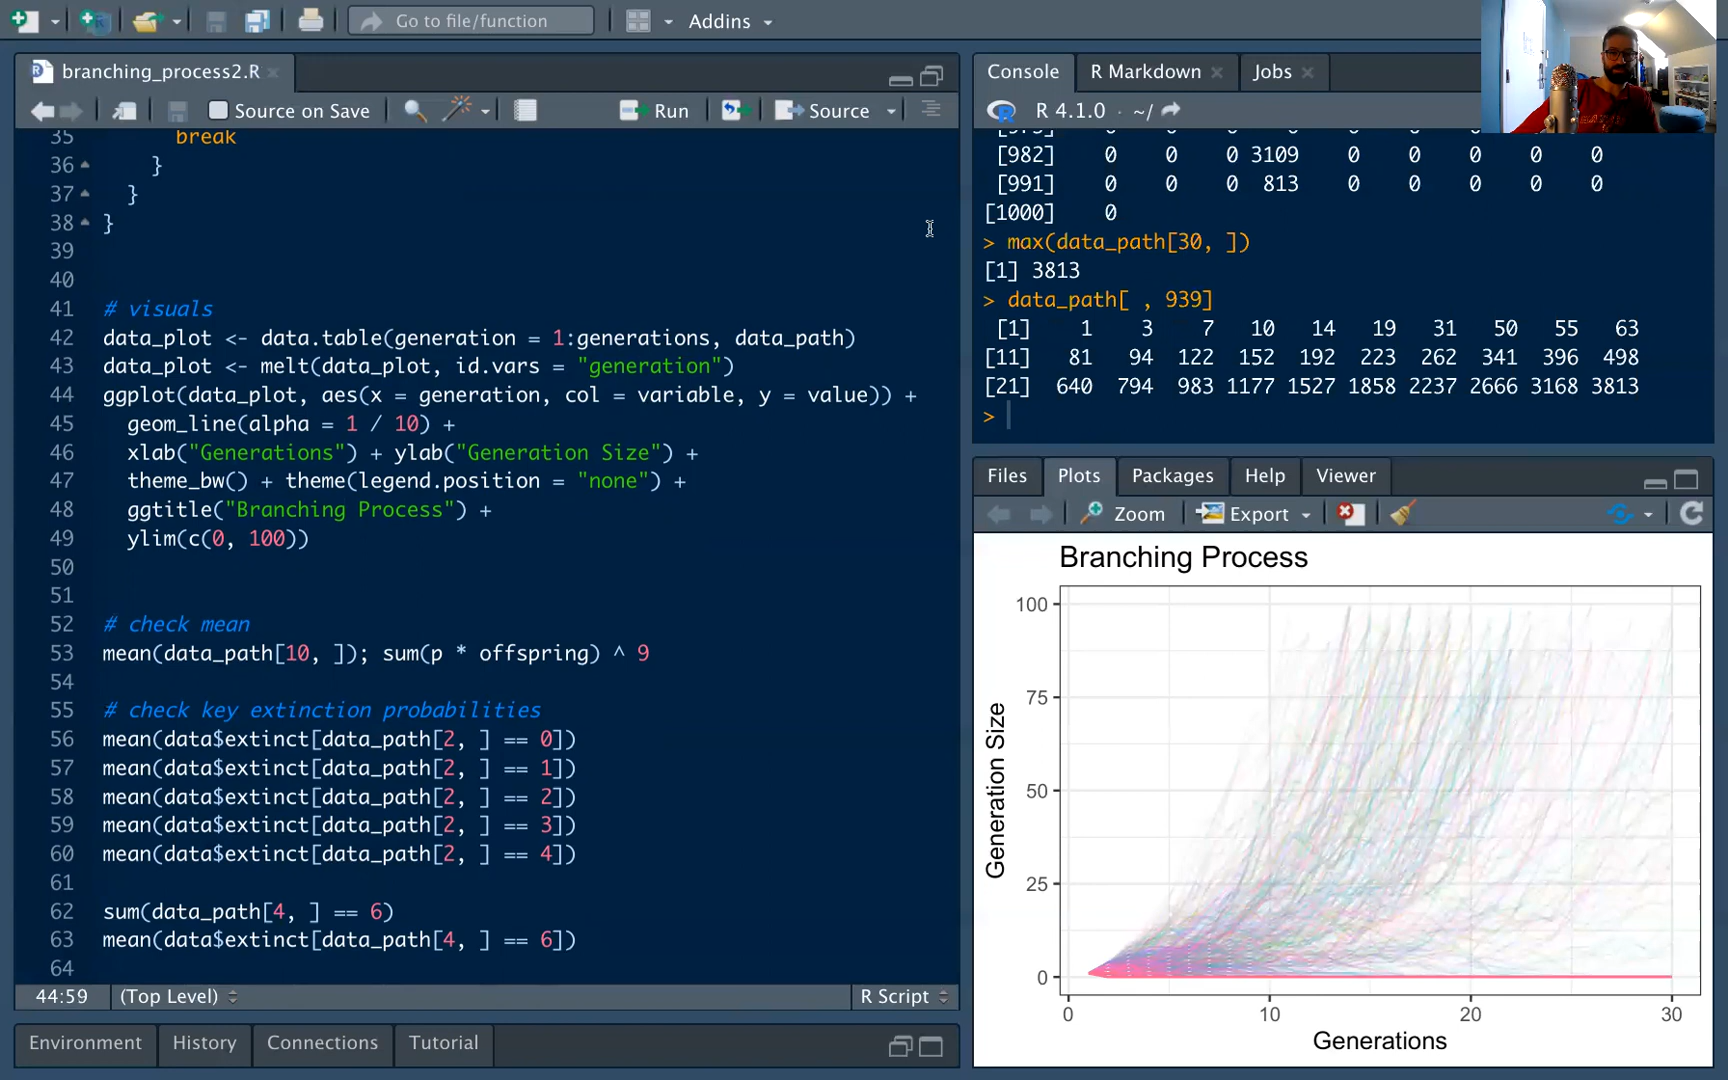 Go to file/function
Addins
branching_process2.R
Source on Save
Run
Source
35 break
36 }
37 }
38 }
39
40
41 # visuals
42 data_plot <- data.table(generation = 1:generations, data_path)
43 data_plot <- melt(data_plot, id.vars = "generation")
44 ggplot(data_plot, aes(x = generation, col = variable, y = value)) +
45 geom_line(alpha = 1 / 10) +
46 xlab("Generations") + ylab("Generation Size") +
47 theme_bw() + theme(legend.position = "none") +
48 ggtitle("Branching Process") +
49 ylim(c(0, 100))
50
51
52 # check mean
53 mean(data_path[10, ]); sum(p * offspring) ^ 9
54
55 # check key extinction probabilities
56 mean(data$extinct[data_path[2, ] == 0])
57 mean(data$extinct[data_path[2, ] == 1])
58 mean(data$extinct[data_path[2, ] == 2])
59 mean(data$extinct[data_path[2, ] == 3])
60 mean(data$extinct[data_path[2, ] == 4])
61
62 sum(data_path[4, ] == 6)
63 mean(data$extinct[data_path[4, ] == 6])
64
44:59 (Top Level) R Script
Environment History Connections Tutorial
Console R Markdown Jobs
R 4.1.0 · ~/
[982] 0 0 0 3109 0 0 0 0 0
[991] 0 0 0 813 0 0 0 0 0
[1000] 0
> max(data_path[30, ])
[1] 3813
> data_path[ , 939]
[1] 1 3 7 10 14 19 31 50 55 63
[11] 81 94 122 152 192 223 262 341 396 498
[21] 640 794 983 1177 1527 1858 2237 2666 3168 3813
>
Files Plots Packages Help Viewer
Zoom Export
Branching Process
Generation Size
100
75
50
25
0
0 10 20 30
Generations